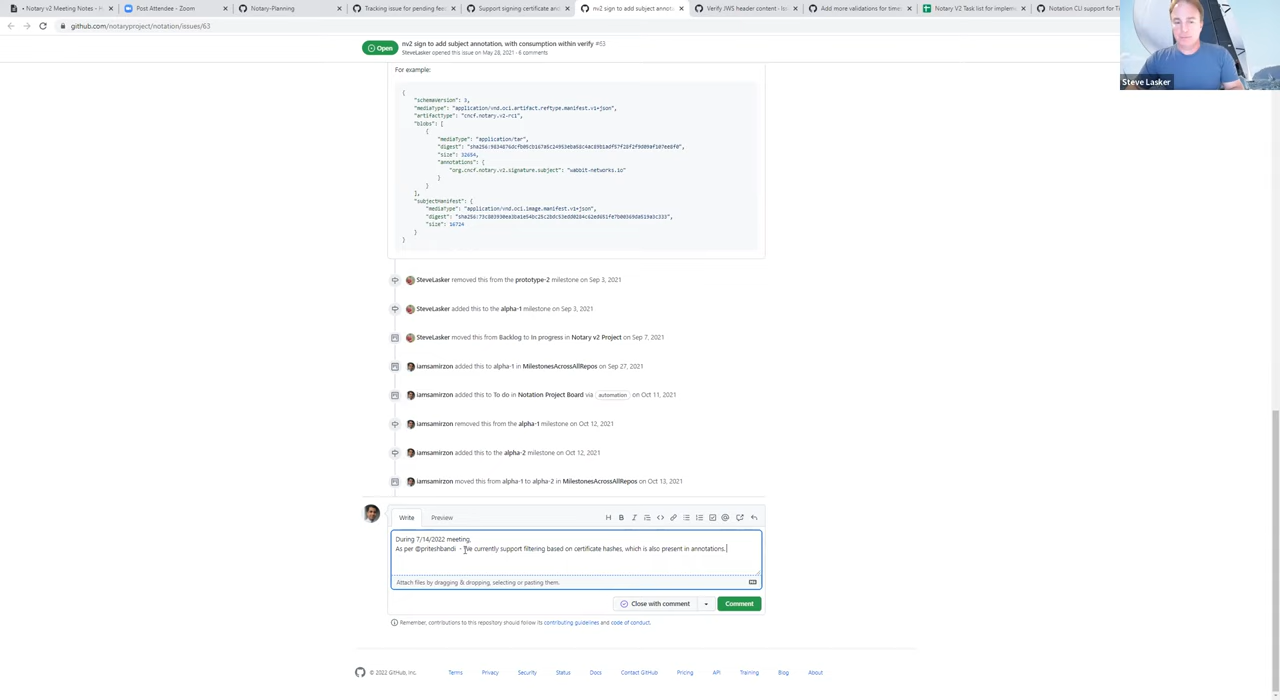 • Notary v2 Meeting Notes - H
Post Attendee - Zoom
Notary-Planning
Tracking issue for pending feat
Support signing certificate and
nv2 sign to add subject annotat
Verify JWS header content - Iss
Add more validations for times
Notary V2 Task list for impleme
Notation CLI support for Ti
github.com/notaryproject/notation/issues/63
Steve Lasker
Open
nv2 sign to add subject annotation, with consumption within verify #63
SteveLasker opened this issue on May 28, 2021 · 6 comments
For example:
{
"schemaVersion": 3,
"mediaType": "application/vnd.oci.artifact.reftype.manifest.v1+json",
"artifactType": "cncf.notary.v2-rc1",
"blobs": [
{
"mediaType": "application/tar",
"size": 32654,
"annotations": {
"org.cncf.notary.v2.signature.subject": "wabbit-networks.io"
}
}
],
"subjectManifest": {
"mediaType": "application/vnd.oci.image.manifest.v1+json",
"size": 16724
}
}
SteveLasker removed this from the prototype-2 milestone on Sep 3, 2021
SteveLasker added this to the alpha-1 milestone on Sep 3, 2021
SteveLasker moved this from Backlog to In progress in Notary v2 Project on Sep 7, 2021
iamsamirzon added this to alpha-1 in MilestonesAcrossAllRepos on Sep 27, 2021
iamsamirzon added this to To do in Notation Project Board via automation on Oct 11, 2021
iamsamirzon removed this from the alpha-1 milestone on Oct 12, 2021
iamsamirzon added this to the alpha-2 milestone on Oct 12, 2021
iamsamirzon moved this from alpha-1 to alpha-2 in MilestonesAcrossAllRepos on Oct 13, 2021
Write Preview
During 7/14/2022 meeting,
As per @priteshbandi - We currently support filtering based on certificate hashes, which is also present in annotations.
Attach files by dragging & dropping, selecting or pasting them.
Close with comment Comment
Remember, contributions to this repository should follow its contributing guidelines and code of conduct.
© 2022 GitHub, Inc. Terms Privacy Security Status Docs Contact GitHub Pricing API Training Blog About